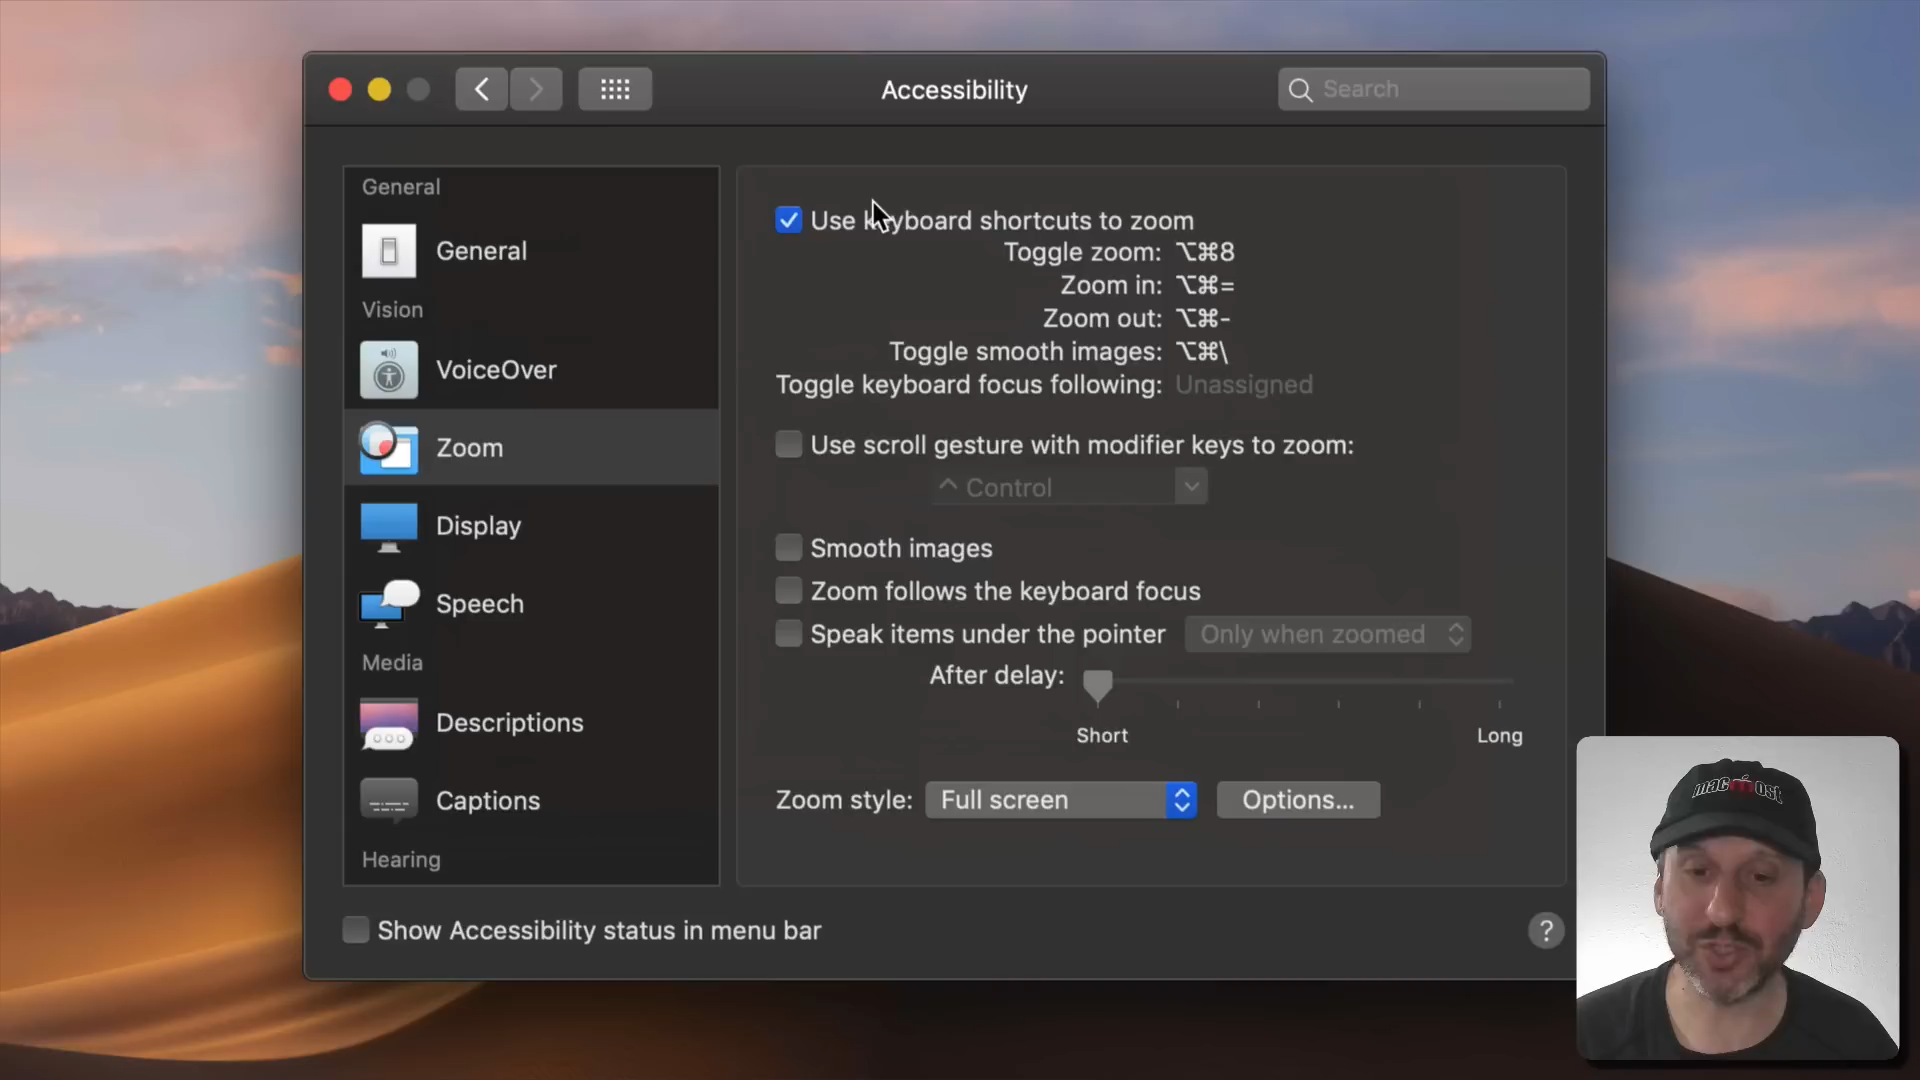 Accessibility
Search
General
General
Vision
VoiceOver
Zoom
Display
Speech
Media
Descriptions
Captions
Hearing
Use keyboard shortcuts to zoom
Toggle zoom: ⌥⌘8
Zoom in: ⌥⌘=
Zoom out: ⌥⌘-
Toggle smooth images: ⌥⌘\
Toggle keyboard focus following: Unassigned
Use scroll gesture with modifier keys to zoom:
^ Control
Smooth images
Zoom follows the keyboard focus
Speak items under the pointer Only when zoomed
After delay:
Short Long
Zoom style: Full screen Options...
Show Accessibility status in menu bar ?
macmost